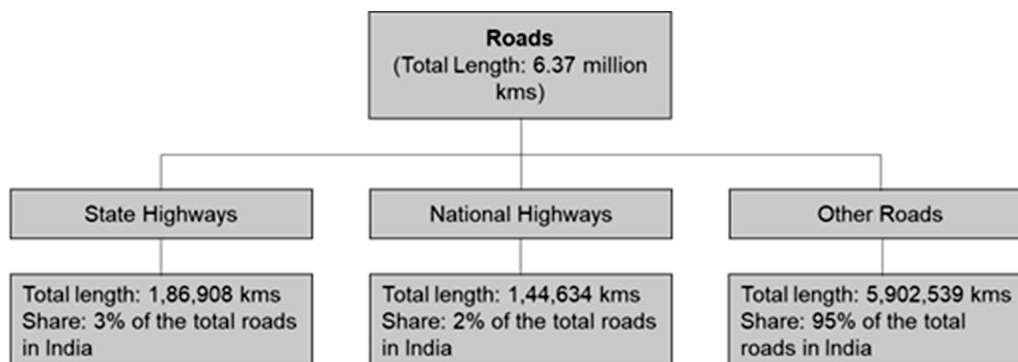 Roads
(Total Length: 6.37 million
kms)
State Highways
National Highways
Other Roads
Total length: 1,86,908 kms
Share: 3% of the total roads
in India
Total length: 1,44,634 kms
Share: 2% of the total roads
in India
Total length: 5,902,539 kms
Share: 95% of the total
roads in India